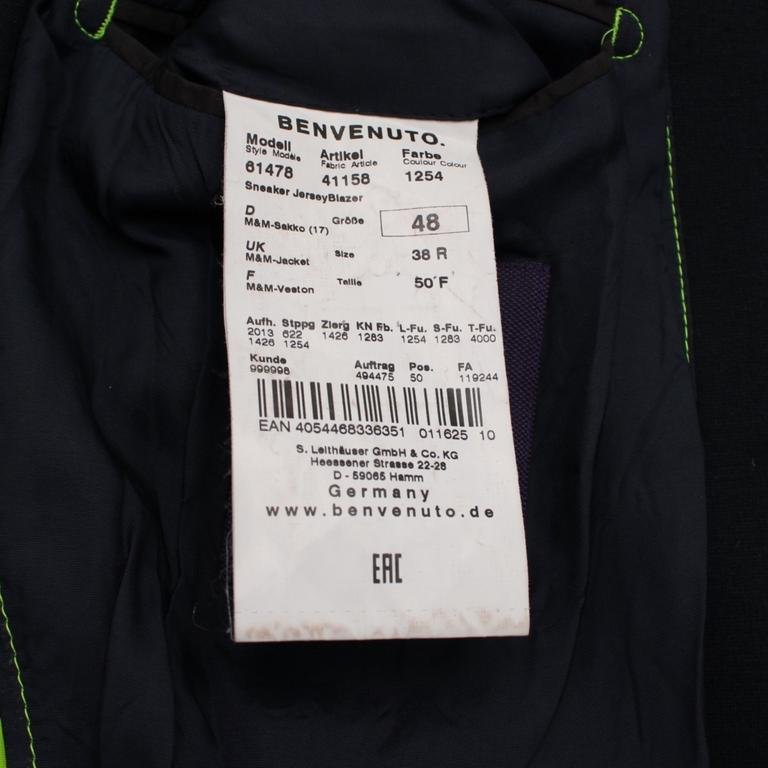 BENVENUTO.
Modell Artikel Farbe
Style Modèle Fabric Article Couleur Colour
61478 41158 1254
Sneaker JerseyBlazer
D
M&M-Sakko (17) Größe 48
UK
M&M-Jacket Size 38 R
F
M&M-Veston Taille 50 F
Aufh. Stppg Zierg KN Fb. L-Fu. S-Fu. T-Fu.
2013 622 1426 1283 1254 1283 4000
1426 1254
Kunde Auftrag Pos. FA
999998 494475 50 119244
EAN 4054468336351 011625 10
S. Leithäuser GmbH & Co. KG
Heessener Strasse 22-28
D - 59065 Hamm
Germany
www.benvenuto.de
EAC